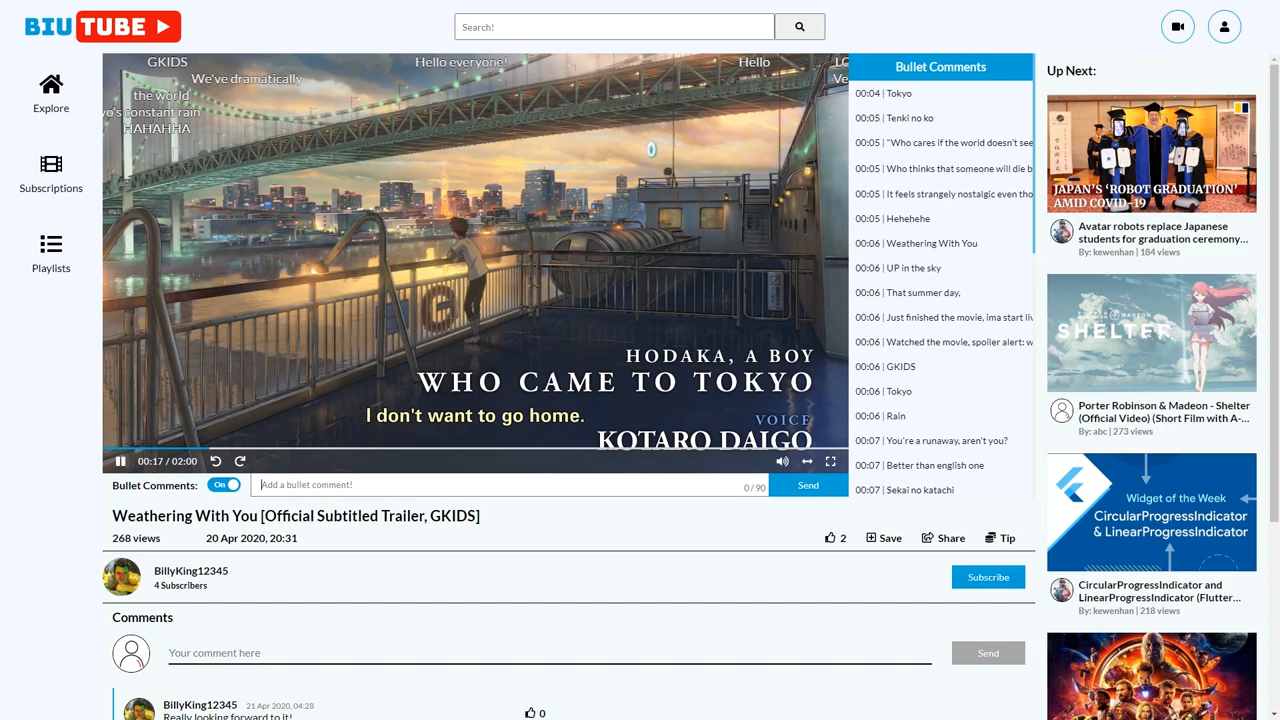 BIU TUBE
Search!
Explore
Subscriptions
Playlists
GKIDS
Hello everyone!
Hello
We've dramatically
the world
yo's constant rain
HAHAHHA
HODAKA, A BOY
WHO CAME TO TOKYO
I don't want to go home.
VOICE
KOTARO DAIGO
00:17 / 02:00
Bullet Comments:
On
Add a bullet comment!
0 / 90
Send
Bullet Comments
00:04 | Tokyo
00:05 | Tenki no ko
00:05 | "Who cares if the world doesn't see
00:05 | Who thinks that someone will die b
00:05 | It feels strangely nostalgic even tho
00:05 | Hehehehe
00:06 | Weathering With You
00:06 | UP in the sky
00:06 | That summer day,
00:06 | Just finished the movie, ima start liv
00:06 | Watched the movie, spoiler alert: w
00:06 | GKIDS
00:06 | Tokyo
00:06 | Rain
00:07 | You're a runaway, aren't you?
00:07 | Better than english one
00:07 | Sekai no katachi
Weathering With You [Official Subtitled Trailer, GKIDS]
268 views
20 Apr 2020, 20:31
2
Save
Share
Tip
BillyKing12345
4 Subscribers
Subscribe
Comments
Your comment here
Send
BillyKing12345 21 Apr 2020, 04:28
Really looking forward to it!
0
Up Next:
JAPAN'S 'ROBOT GRADUATION'
AMID COVID-19
Avatar robots replace Japanese
students for graduation ceremony...
By: kewenhan | 184 views
SHELTER
Porter Robinson & Madeon - Shelter
(Official Video) (Short Film with A-...
By: abc | 273 views
Widget of the Week
CircularProgressIndicator
& LinearProgressIndicator
CircularProgressIndicator and
LinearProgressIndicator (Flutter...
By: kewenhan | 218 views